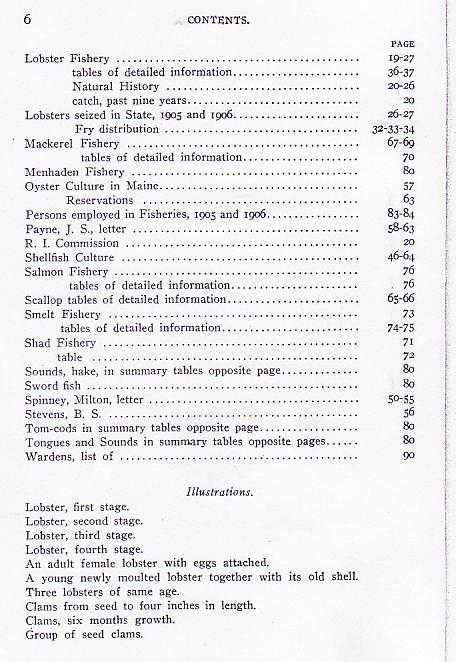 6 CONTENTS.
PAGE
Lobster Fishery ........................................ 19-27
tables of detailed information..................... 36-37
Natural History ................................ 20-26
catch, past nine years............................ 20
Lobsters seized in State, 1905 and 1906..................... 26-27
Fry distribution ................................ 32-33-34
Mackerel Fishery ...................................... 67-69
tables of detailed information................... 70
Menhaden Fishery ..................................... 80
Oyster Culture in Maine................................. 57
Reservations .................................... 63
Persons employed in Fisheries, 1905 and 1906............... 83-84
Payne, J. S., letter ..................................... 58-63
R. I. Commission ...................................... 20
Shellfish Culture ....................................... 46-64
Salmon Fishery ........................................ 76
tables of detailed information..................... 76
Scallop tables of detailed information...................... 65-66
Smelt Fishery ......................................... 73
tables of detailed information....................... 74-75
Shad Fishery .......................................... 71
table ............................................ 72
Sounds, hake, in summary tables opposite page............. 80
Sword fish ............................................. 80
Spinney, Milton, letter ................................... 50-55
Stevens, B. S. ......................................... 56
Tom-cods in summary tables opposite page................ 80
Tongues and Sounds in summary tables opposite pages...... 80
Wardens, list of ....................................... 90
Illustrations.
Lobster, first stage.
Lobster, second stage.
Lobster, third stage.
Lobster, fourth stage.
An adult female lobster with eggs attached.
A young newly moulted lobster together with its old shell.
Three lobsters of same age.
Clams from seed to four inches in length.
Clams, six months growth.
Group of seed clams.